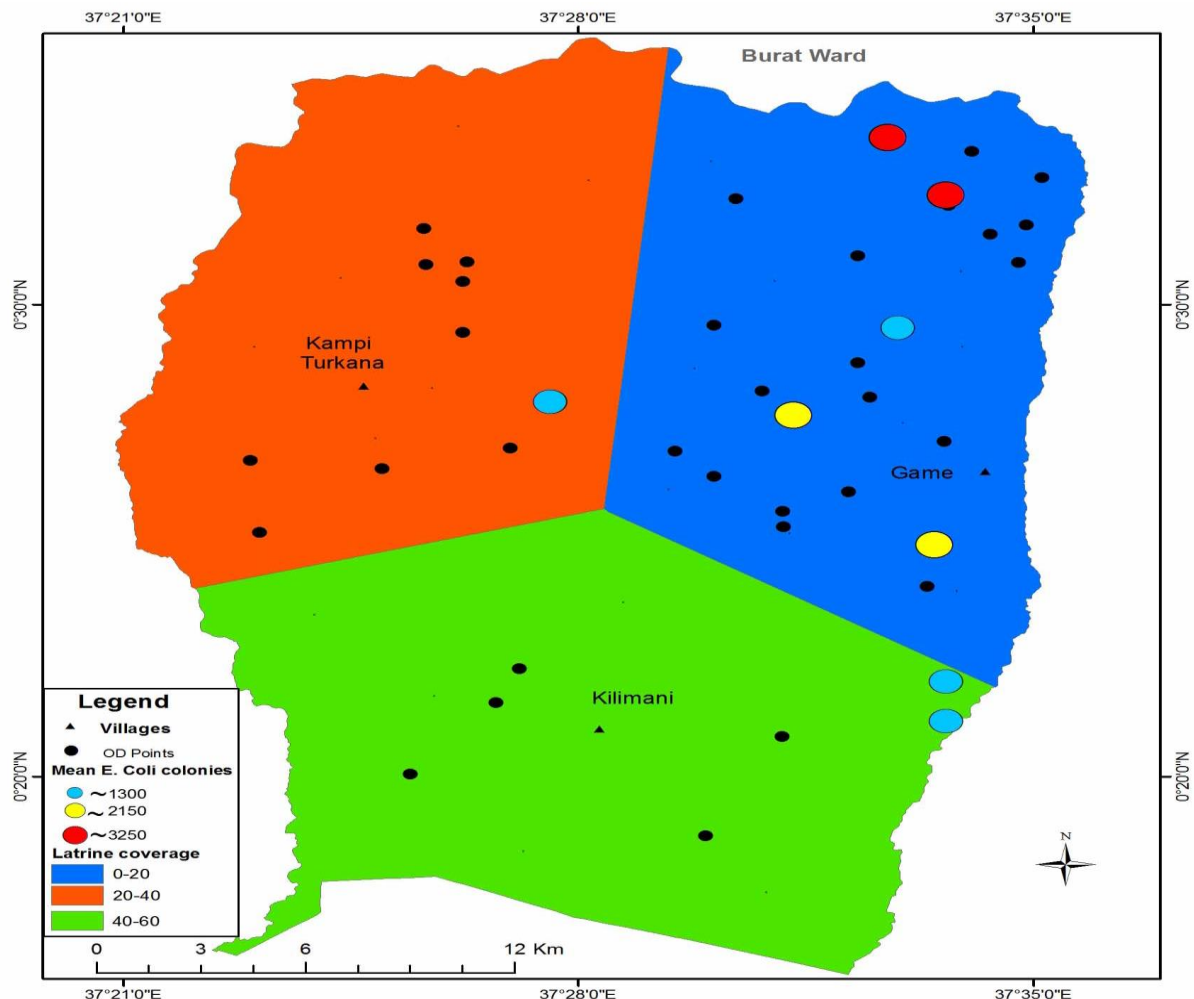 37°21'0"E
37°28'0"E
37°35'0"E
Burat Ward
0°30'0"N
0°30'0"N
Kampi
Turkana
Game
Kilimani
0°20'0"N
0°20'0"N
Legend
Villages
OD Points
Mean E. Coli colonies
~1300
~2150
~3250
Latrine coverage
0-20
20-40
40-60
N
0 3 6 12 Km
37°21'0"E
37°28'0"E
37°35'0"E